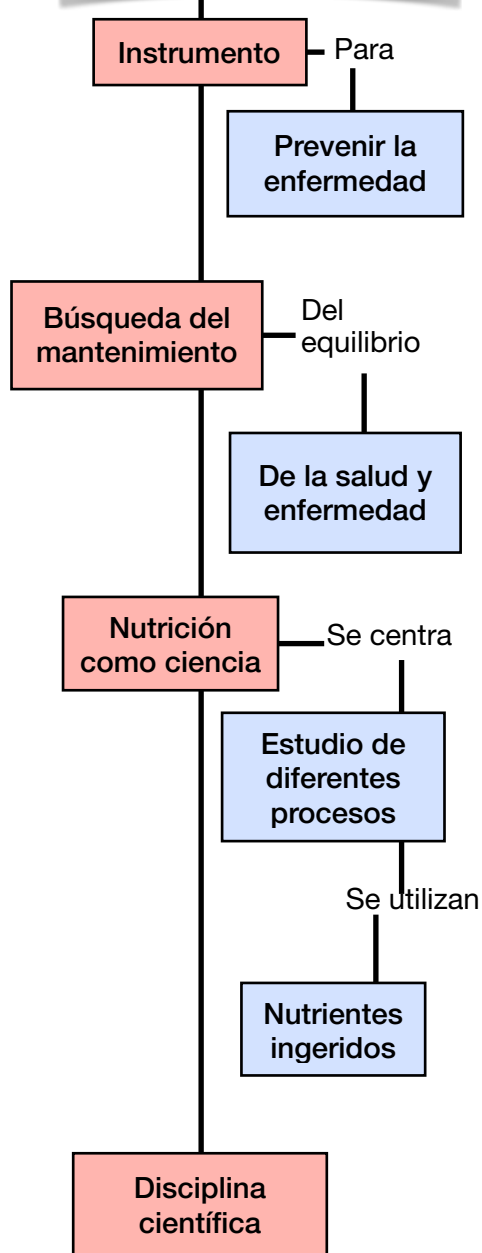 Instrumento
Para
Prevenir la
enfermedad
Búsqueda del
mantenimiento
Del
equilibrio
De la salud y
enfermedad
Nutrición
como ciencia
Se centra
Estudio de
diferentes
procesos
Se utilizan
Nutrientes
ingeridos
Disciplina
científica